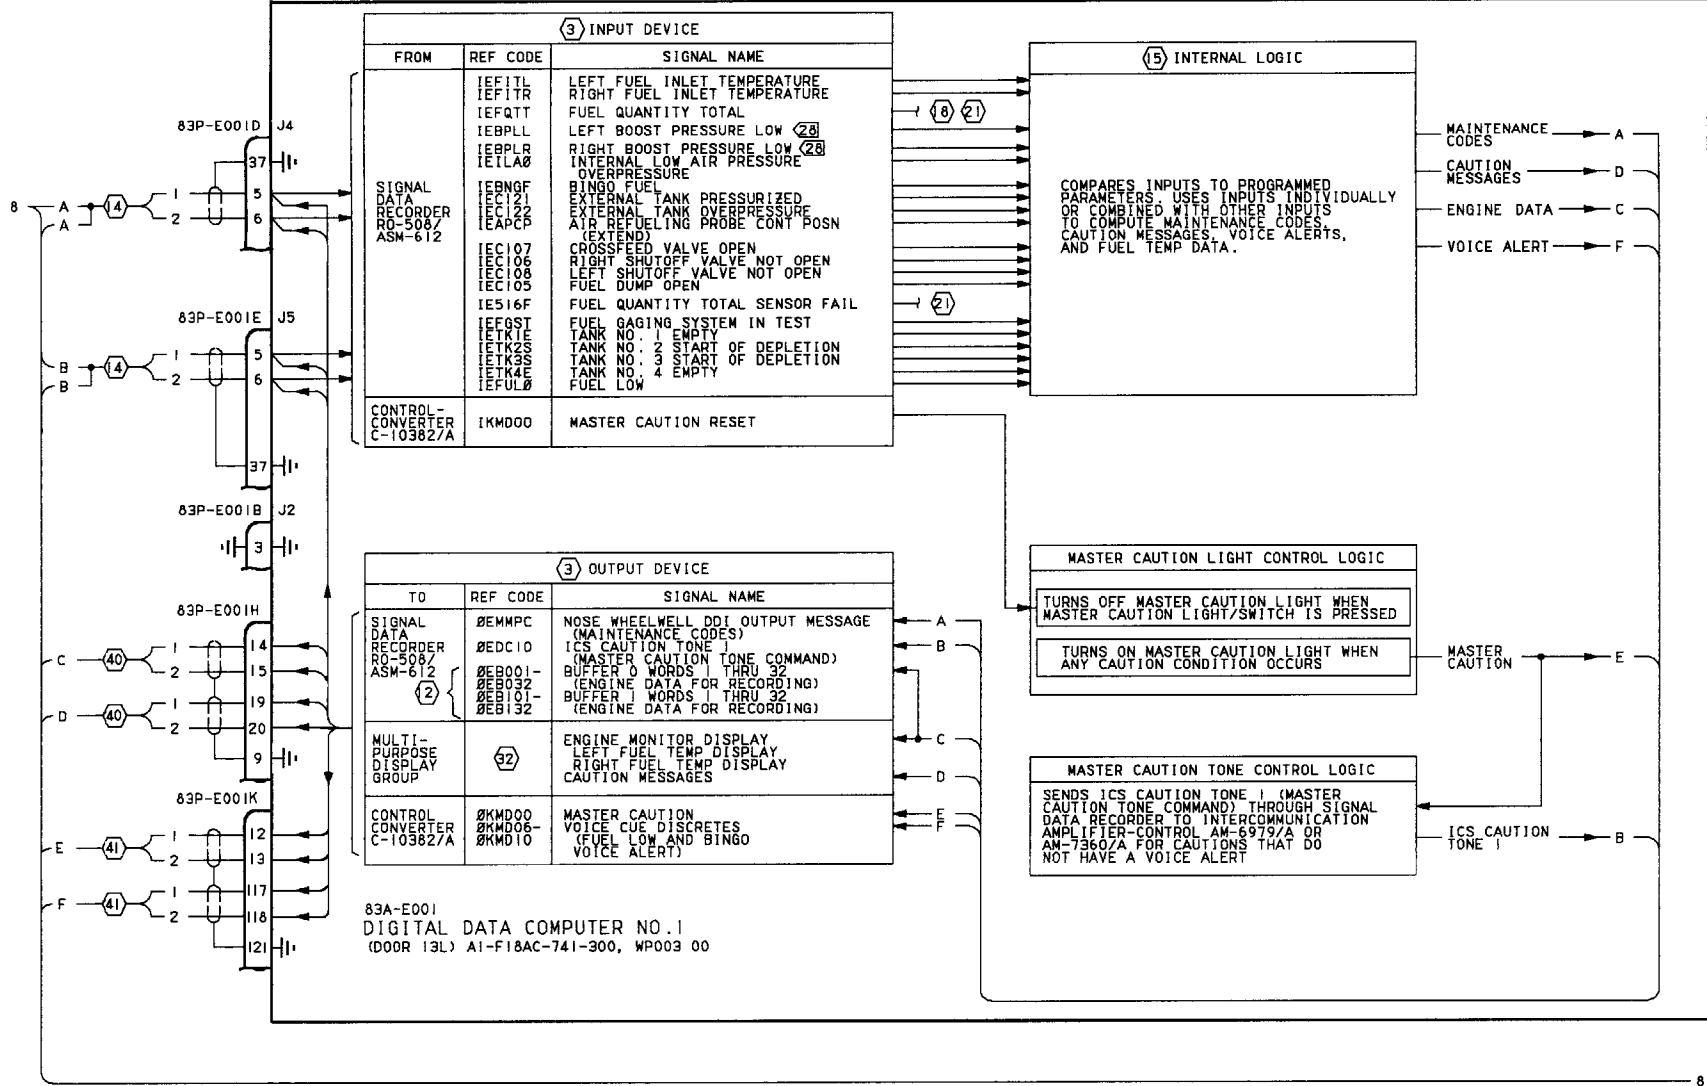 3 INPUT DEVICE
FROM REF CODE SIGNAL NAME
SIGNAL
DATA
RECORDER
RO-508/
ASM-612
IEFITL LEFT FUEL INLET TEMPERATURE
IEFITR RIGHT FUEL INLET TEMPERATURE
IEFQTT FUEL QUANTITY TOTAL 18 21
IEBPLL LEFT BOOST PRESSURE LOW 28
IEBPLR RIGHT BOOST PRESSURE LOW 28
IEILAØ INTERNAL LOW AIR PRESSURE
OVERPRESSURE
IEBNGF BINGO FUEL
IEC121 EXTERNAL TANK PRESSURIZED
IEC122 EXTERNAL TANK OVERPRESSURE
IEAPCP AIR REFUELING PROBE CONT POSN
(EXTEND)
IEC107 CROSSFEED VALVE OPEN
IEC106 RIGHT SHUTOFF VALVE NOT OPEN
IEC108 LEFT SHUTOFF VALVE NOT OPEN
IEC105 FUEL DUMP OPEN
IE516F FUEL QUANTITY TOTAL SENSOR FAIL 21
IEFGST FUEL GAGING SYSTEM IN TEST
IETK1E TANK NO. 1 EMPTY
IETK2S TANK NO. 2 START OF DEPLETION
IETK3S TANK NO. 3 START OF DEPLETION
IETK4E TANK NO. 4 EMPTY
IEFULØ FUEL LOW
CONTROL-
CONVERTER
C-10382/A
IKMD00 MASTER CAUTION RESET
15 INTERNAL LOGIC
COMPARES INPUTS TO PROGRAMMED
PARAMETERS. USES INPUTS INDIVIDUALLY
OR COMBINED WITH OTHER INPUTS
TO COMPUTE MAINTENANCE CODES,
CAUTION MESSAGES, VOICE ALERTS,
AND FUEL TEMP DATA.
MAINTENANCE
CODES
A
CAUTION
MESSAGES
D
ENGINE DATA C
VOICE ALERT F
83P-E001D J4
37
8 A 14 1 5
A 2 6
83P-E001E J5
B 14 1 5
B 2 6
37
83P-E001B J2
3
83P-E001H
C 40 1 14
2 15
D 40 1 19
2 20
9
83P-E001K
E 41 1 12
2 13
F 41 1 117
2 118
121
3 OUTPUT DEVICE
TO REF CODE SIGNAL NAME
SIGNAL
DATA
RECORDER
RO-508/
ASM-612
12
ØEMMPC NOSE WHEELWELL DDI OUTPUT MESSAGE A
(MAINTENANCE CODES)
ØEDC10 ICS CAUTION TONE 1 B
(MASTER CAUTION TONE COMMAND)
ØEB001- BUFFER 0 WORDS 1 THRU 32
ØEB032 (ENGINE DATA FOR RECORDING)
ØEB101- BUFFER 1 WORDS 1 THRU 32
ØEB132 (ENGINE DATA FOR RECORDING)
MULTI-
PURPOSE
DISPLAY
GROUP
32
ENGINE MONITOR DISPLAY C
LEFT FUEL TEMP DISPLAY
RIGHT FUEL TEMP DISPLAY
CAUTION MESSAGES D
CONTROL
CONVERTER
C-10382/A
ØKMD00 MASTER CAUTION E
ØKMD06- VOICE CUE DISCRETES F
ØKMD10 (FUEL LOW AND BINGO
VOICE ALERT)
83A-E001
DIGITAL DATA COMPUTER NO.1
(DOOR 13L) A1-F18AC-741-300, WP003 00
MASTER CAUTION LIGHT CONTROL LOGIC
TURNS OFF MASTER CAUTION LIGHT WHEN
MASTER CAUTION LIGHT/SWITCH IS PRESSED
TURNS ON MASTER CAUTION LIGHT WHEN
ANY CAUTION CONDITION OCCURS
MASTER
CAUTION
E
MASTER CAUTION TONE CONTROL LOGIC
SENDS ICS CAUTION TONE 1 (MASTER
CAUTION TONE COMMAND) THROUGH SIGNAL
DATA RECORDER TO INTERCOMMUNICATION
AMPLIFIER-CONTROL AM-6979/A OR
AM-7360/A FOR CAUTIONS THAT DO
NOT HAVE A VOICE ALERT
ICS CAUTION
TONE 1
B
8